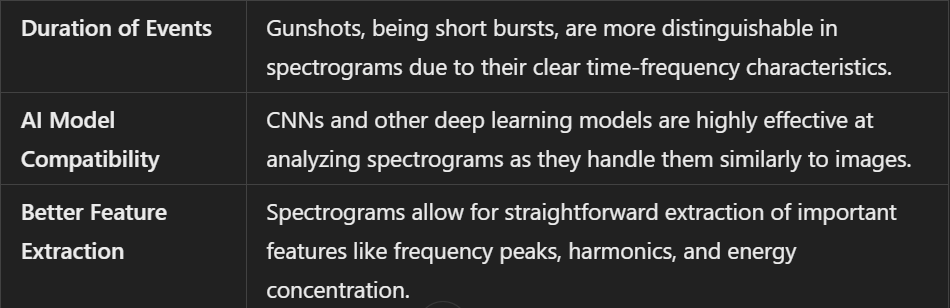 Duration of Events
Gunshots, being short bursts, are more distinguishable in
spectrograms due to their clear time-frequency characteristics.
AI Model
Compatibility
CNNs and other deep learning models are highly effective at
analyzing spectrograms as they handle them similarly to images.
Better Feature
Extraction
Spectrograms allow for straightforward extraction of important
features like frequency peaks, harmonics, and energy
concentration.